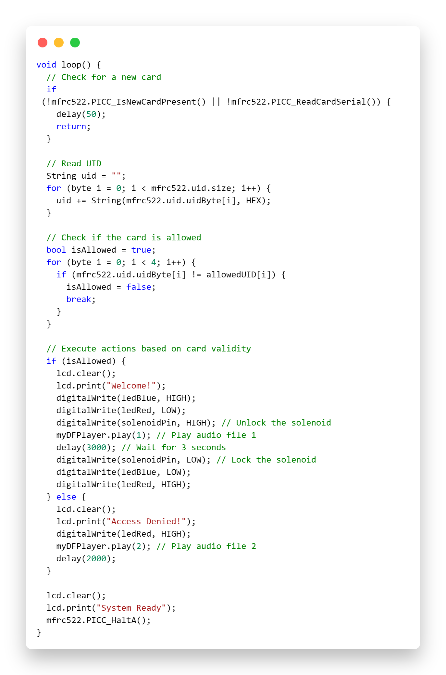 void loop() {
  // Check for a new card
  if
 (!mfrc522.PICC_IsNewCardPresent() || !mfrc522.PICC_ReadCardSerial()) {
    delay(50);
    return;
  }

  // Read UID
  String uid = "";
  for (byte i = 0; i < mfrc522.uid.size; i++) {
    uid += String(mfrc522.uid.uidByte[i], HEX);
  }

  // Check if the card is allowed
  bool isAllowed = true;
  for (byte i = 0; i < 4; i++) {
    if (mfrc522.uid.uidByte[i] != allowedUID[i]) {
      isAllowed = false;
      break;
    }
  }

  // Execute actions based on card validity
  if (isAllowed) {
    lcd.clear();
    lcd.print("Welcome!");
    digitalWrite(ledBlue, HIGH);
    digitalWrite(ledRed, LOW);
    digitalWrite(solenoidPin, HIGH); // Unlock the solenoid
    myDFPlayer.play(1); // Play audio file 1
    delay(3000); // Wait for 3 seconds
    digitalWrite(solenoidPin, LOW); // Lock the solenoid
    digitalWrite(ledBlue, LOW);
    digitalWrite(ledRed, HIGH);
  } else {
    lcd.clear();
    lcd.print("Access Denied!");
    digitalWrite(ledRed, HIGH);
    myDFPlayer.play(2); // Play audio file 2
    delay(2000);
  }

  lcd.clear();
  lcd.print("System Ready");
  mfrc522.PICC_HaltA();
}